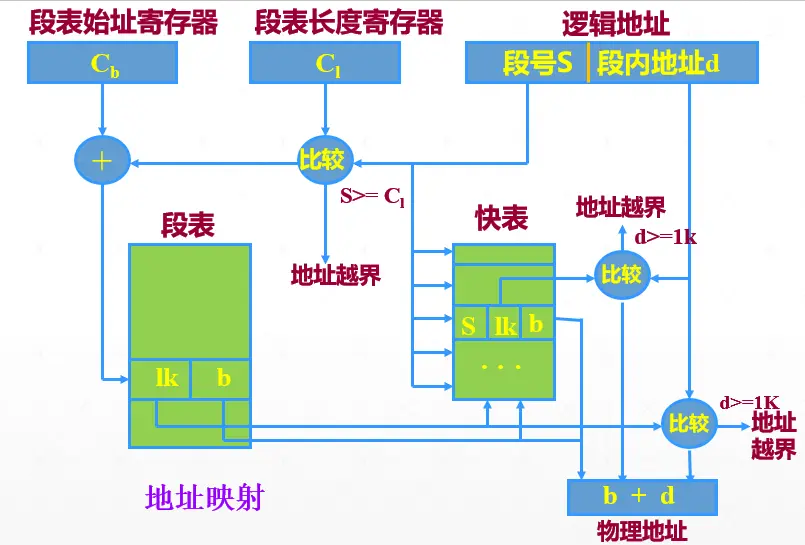 段表始址寄存器
段表长度寄存器
逻辑地址
Cb
Cl
段号S
段内地址d
+
比较
S>= Cl
地址越界
段表
快表
地址越界
d>=1k
比较
S
lk
b
· · ·
lk
b
d>=1K
比较
地址
越界
地址映射
b + d
物理地址